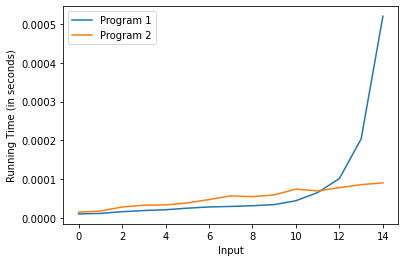 Program 1
Program 2
Running Time (in seconds)
0.0005
0.0004
0.0003
0.0002
0.0001
0.0000
0 2 4 6 8 10 12 14
Input